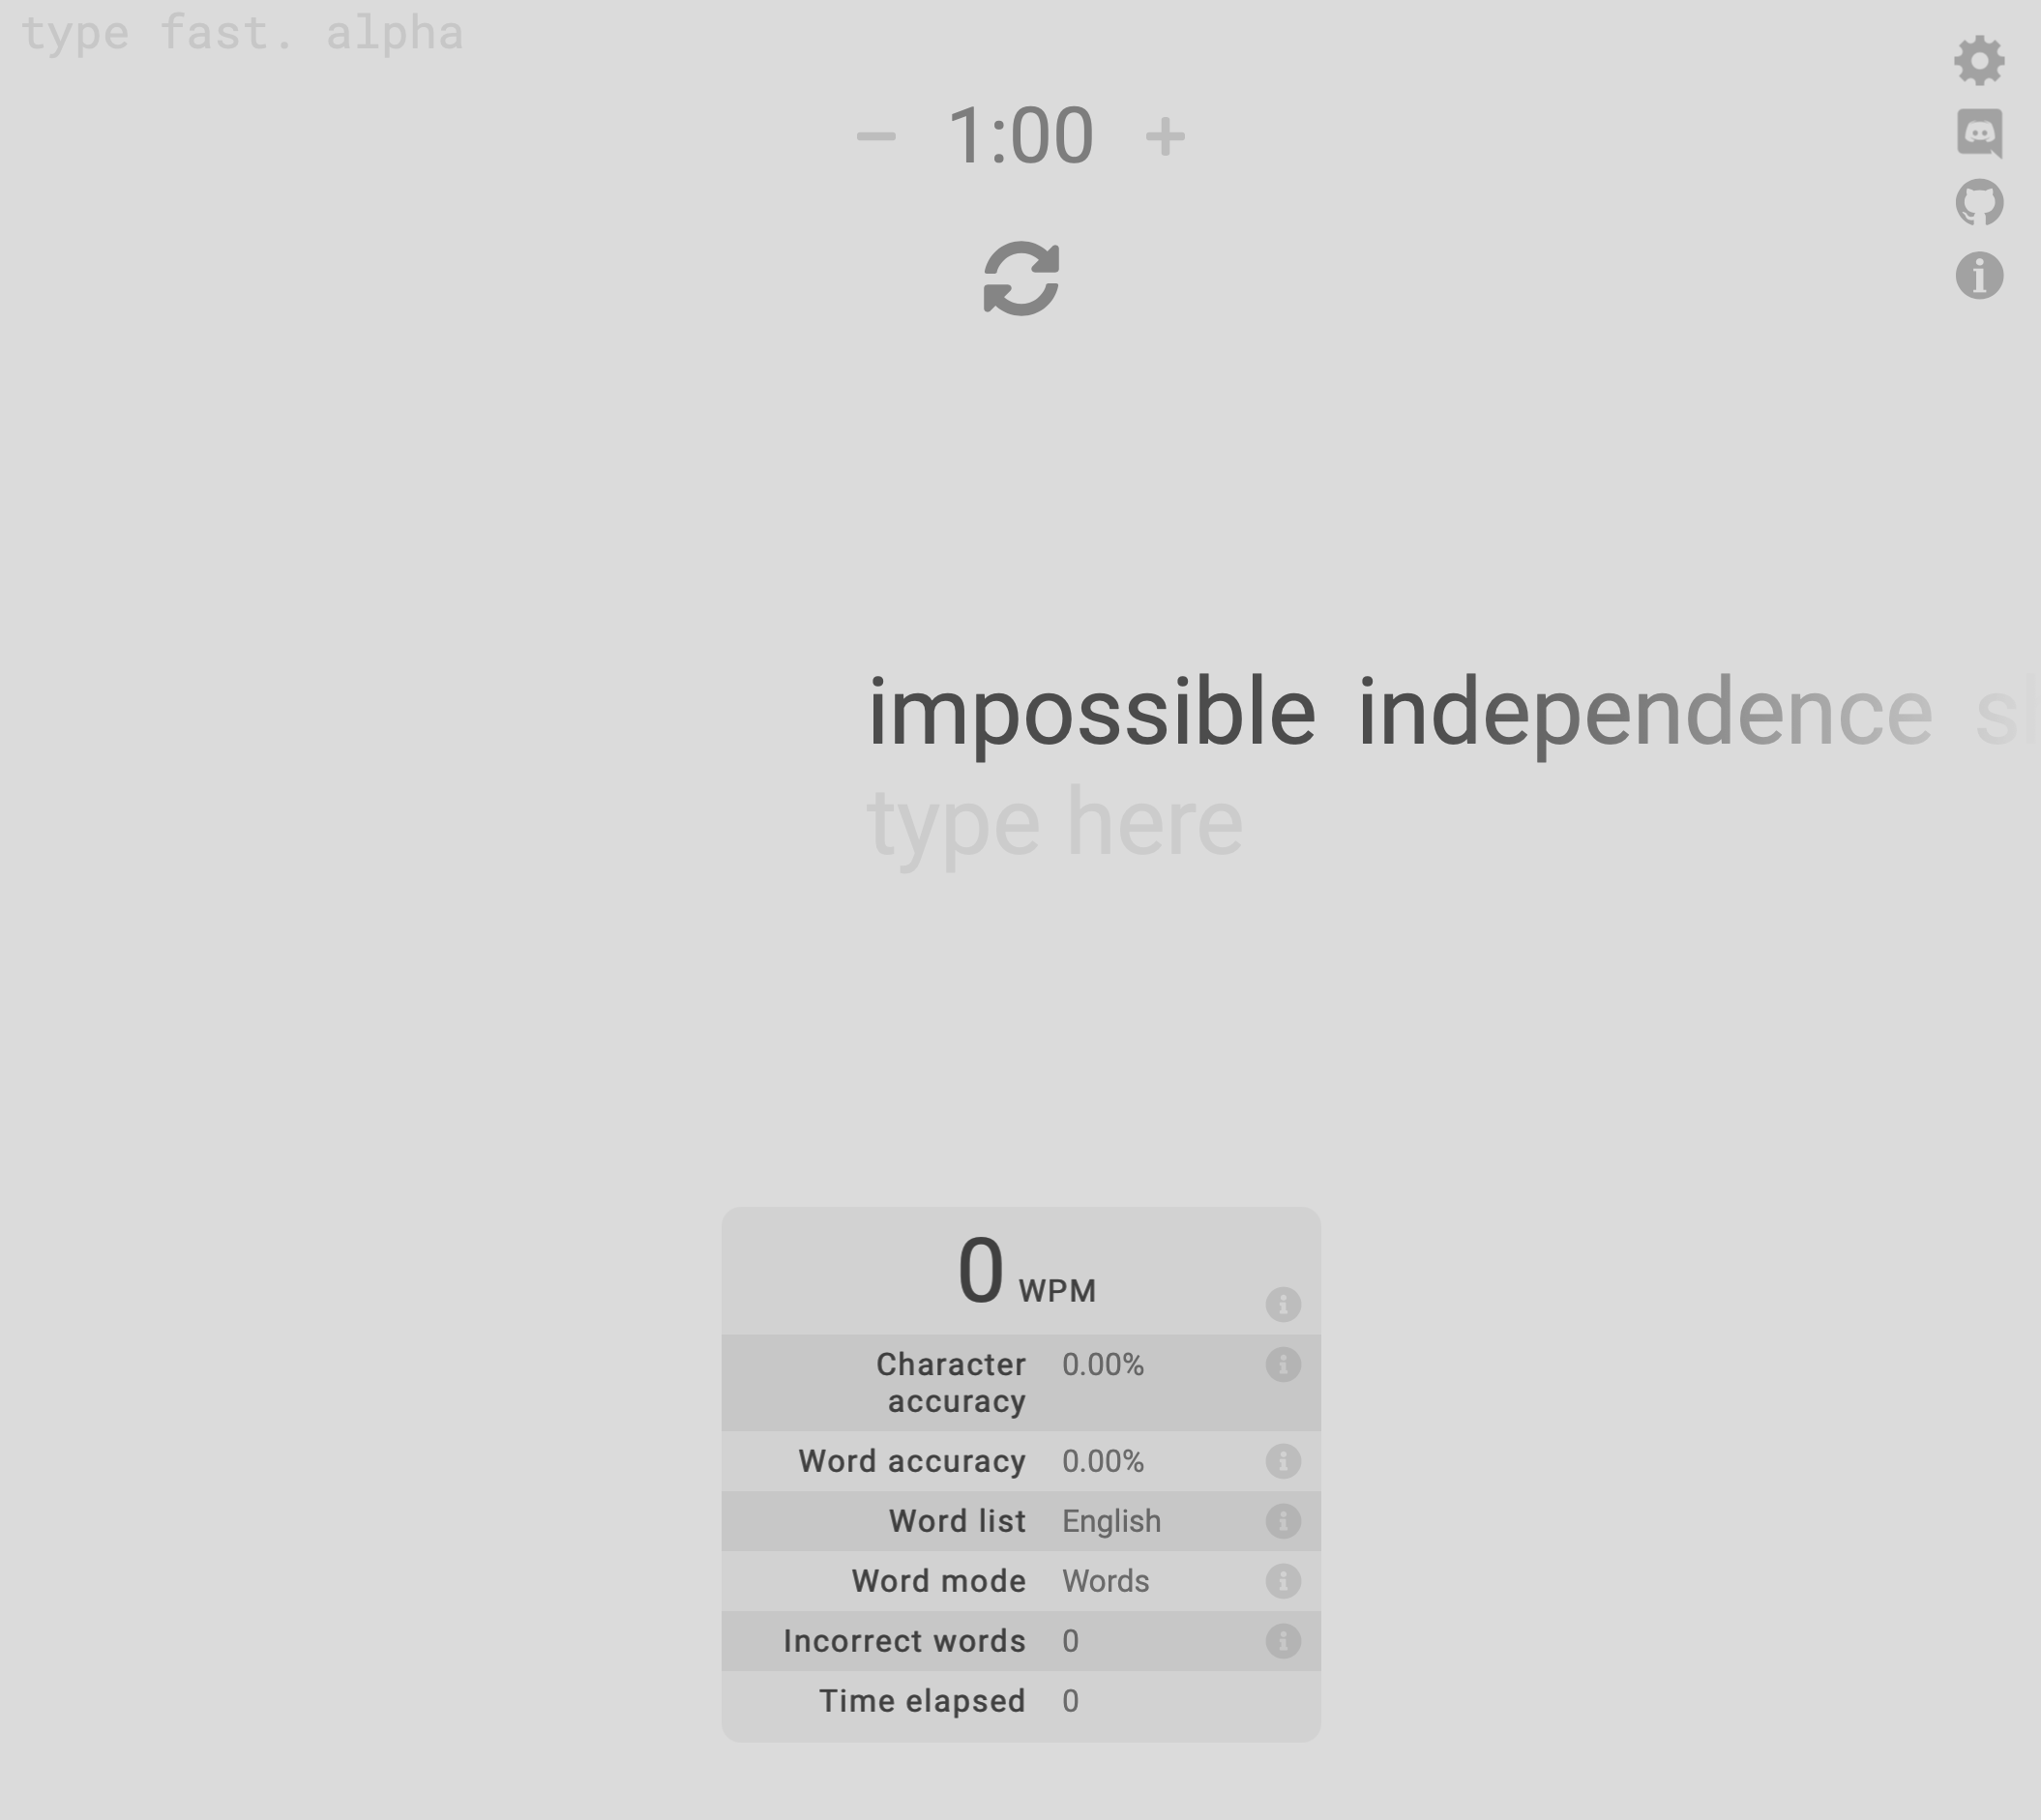 type fast. alpha
1:00
impossible independence
type here
0 WPM
Character accuracy 0.00%
Word accuracy 0.00%
Word list English
Word mode Words
Incorrect words 0
Time elapsed 0